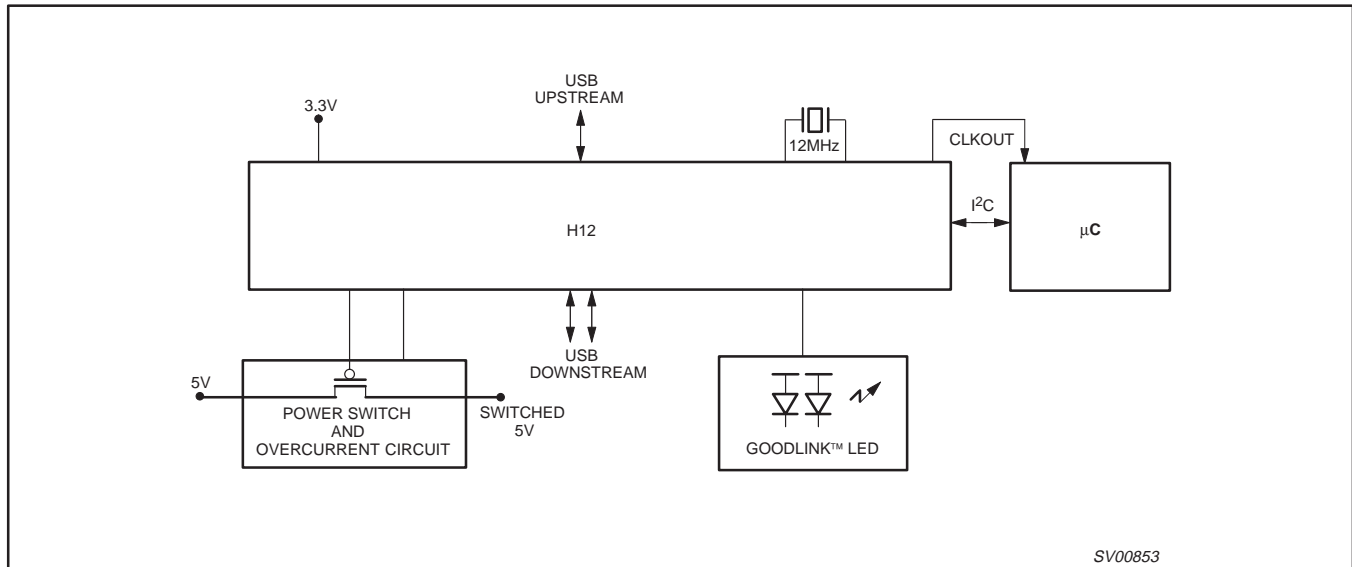 USB
UPSTREAM
3.3V
12MHz
CLKOUT
I²C
H12
μC
5V
POWER SWITCH
AND
OVERCURRENT CIRCUIT
SWITCHED
5V
USB
DOWNSTREAM
GOODLINK™ LED
SV00853